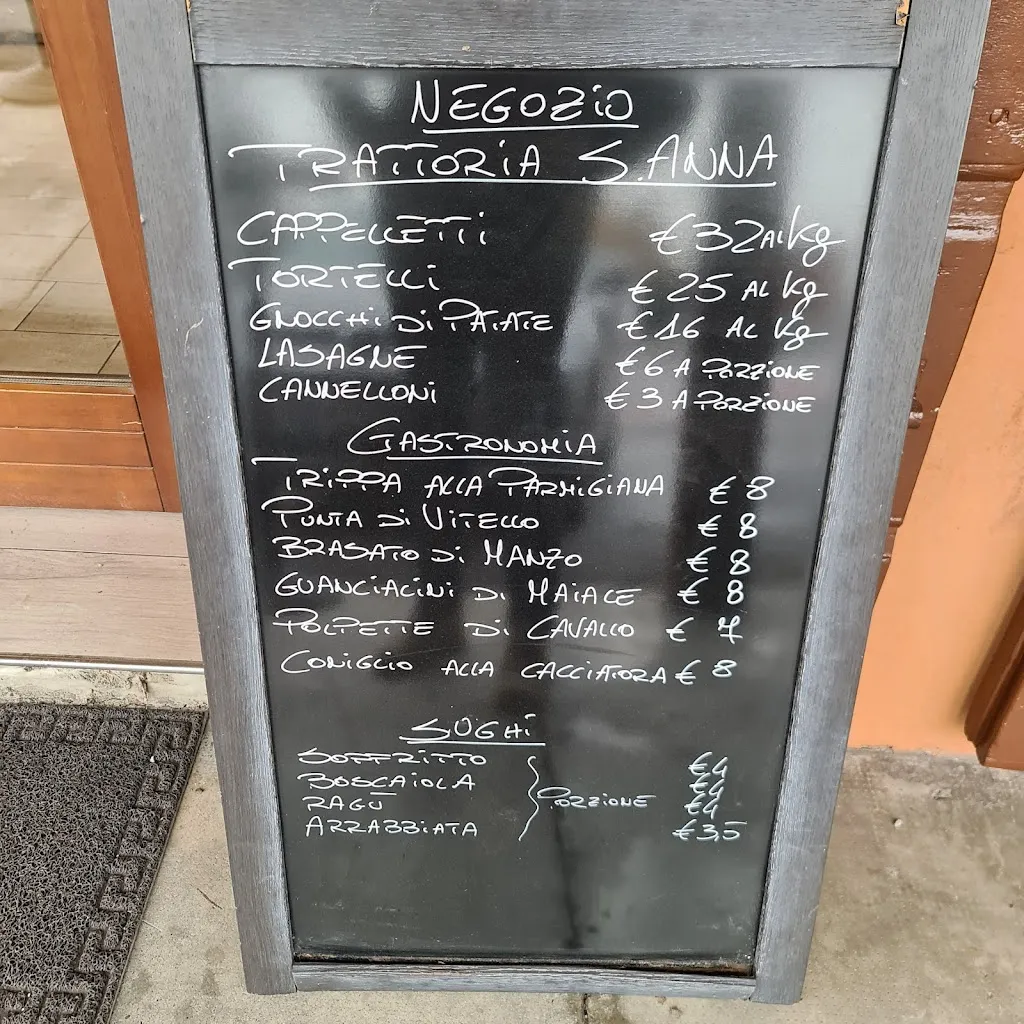 NEGOZIO
TRATTORIA S. ANNA
CAPPELLETTI €32 AL Kg
TORTELLI € 25 AL Kg
GNOCCHI DI PATATE €16 AL Kg
LASAGNE €6 A PORZIONE
CANNELLONI € 3 A PORZIONE
GASTRONOMIA
TRIPPA ALLA PARMIGIANA € 8
PUNTA DI VITELLO € 8
BRASATO DI MANZO € 8
GUANCIALINI DI MAIALE € 8
POLPETTE DI CAVALLO € 7
CONIGLIO ALLA CACCIATORA € 8
SUGHI
SOFFRITTO €4
BOSCAIOLA €4
RAGÙ PORZIONE €4
ARRABBIATA €3,5